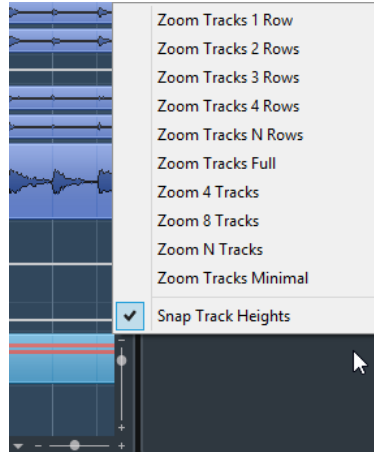 Zoom Tracks 1 Row
Zoom Tracks 2 Rows
Zoom Tracks 3 Rows
Zoom Tracks 4 Rows
Zoom Tracks N Rows
Zoom Tracks Full
Zoom 4 Tracks
Zoom 8 Tracks
Zoom N Tracks
Zoom Tracks Minimal
Snap Track Heights